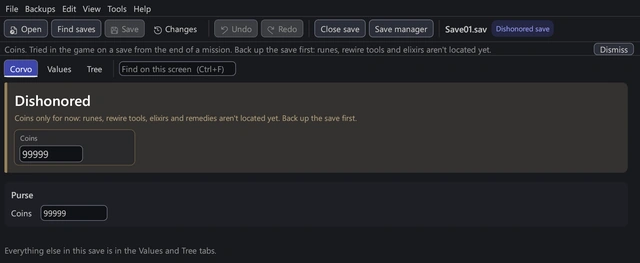 File Backups Edit View Tools Help
Open Find saves Save Changes Undo Redo Close save Save manager Save01.sav Dishonored save
Coins. Tried in the game on a save from the end of a mission. Back up the save first: runes, rewire tools and elixirs aren't located yet. Dismiss
Corvo Values Tree Find on this screen (Ctrl+F)
Dishonored
Coins only for now: runes, rewire tools, elixirs and remedies aren't located yet. Back up the save first.
Coins
99999
Purse
Coins 99999
Everything else in this save is in the Values and Tree tabs.